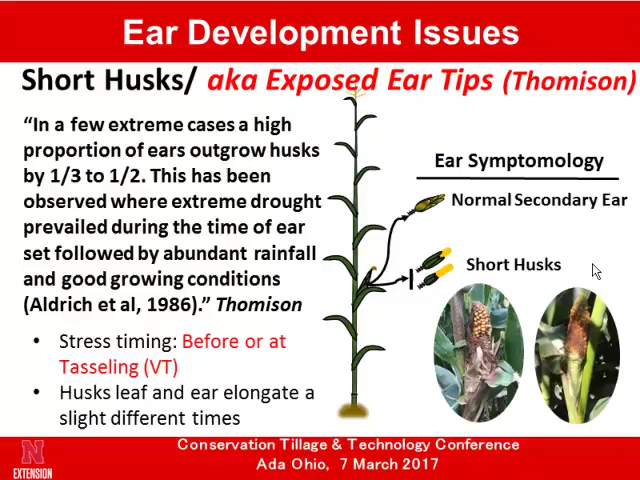 Ear Development Issues
Short Husks/ aka Exposed Ear Tips (Thomison)
“In a few extreme cases a high
proportion of ears outgrow husks
by 1/3 to 1/2. This has been
observed where extreme drought
prevailed during the time of ear
set followed by abundant rainfall
and good growing conditions
(Aldrich et al, 1986).” Thomison
• Stress timing: Before or at
Tasseling (VT)
• Husks leaf and ear elongate a
slight different times
Ear Symptomology
Normal Secondary Ear
Short Husks
N
EXTENSION
Conservation Tillage & Technology Conference
Ada Ohio, 7 March 2017